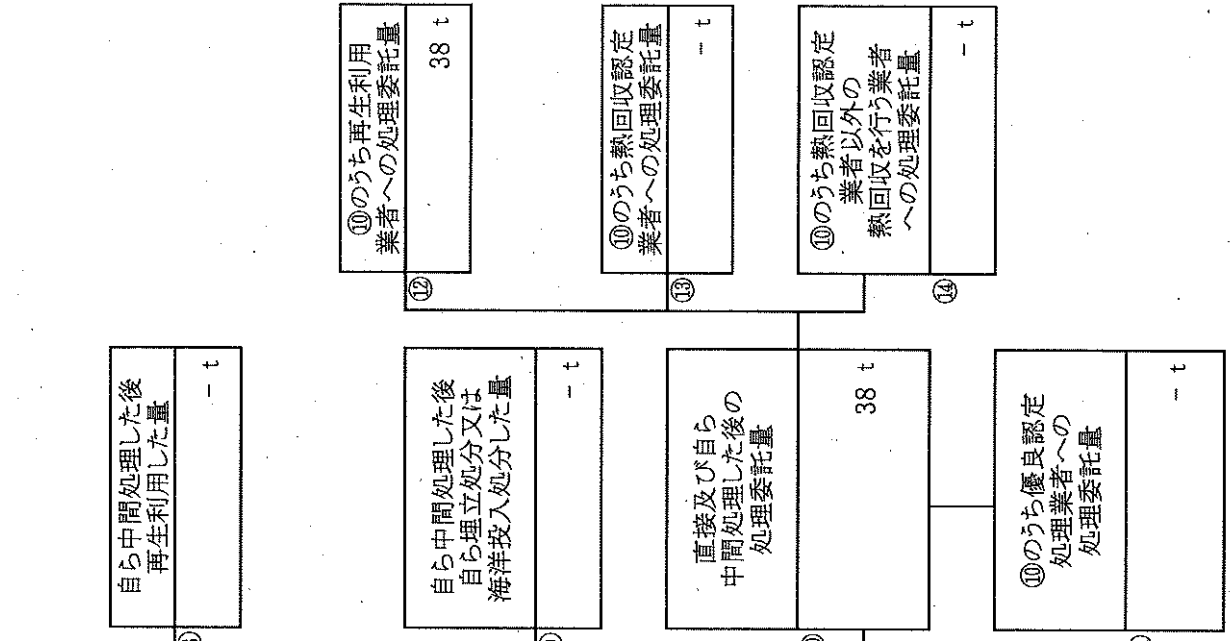 自ら中間処理した後
再生利用した量
- t
自ら中間処理した後
自ら埋立処分又は
海洋投入処分した量
- t
直接及び自ら
中間処理した後の
処理委託量
38 t
⑩のうち優良認定
処理業者への
処理委託量
- t
⑫
⑩のうち再生利用
業者への処理委託量
38 t
⑬
⑩のうち熱回収認定
業者への処理委託量
- t
⑭
⑩のうち熱回収認定
業者以外の
熱回収を行う業者
への処理委託量
- t